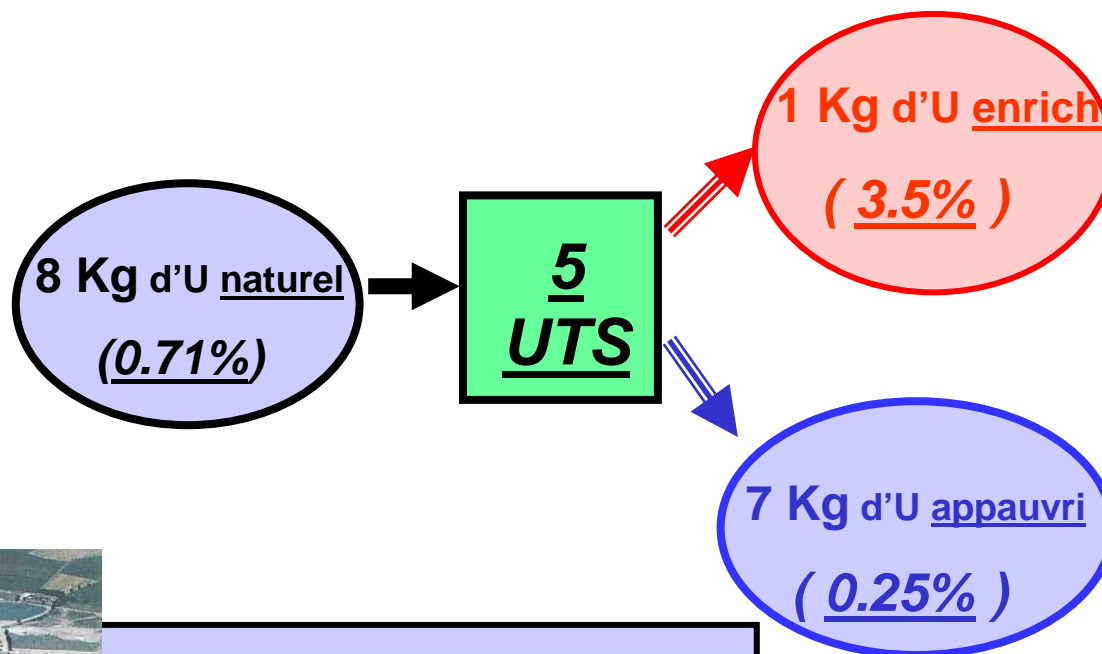 8 Kg d’U naturel
(0.71%)
5
UTS
1 Kg d’U enrich
( 3.5% )
7 Kg d’U appauvri
( 0.25% )